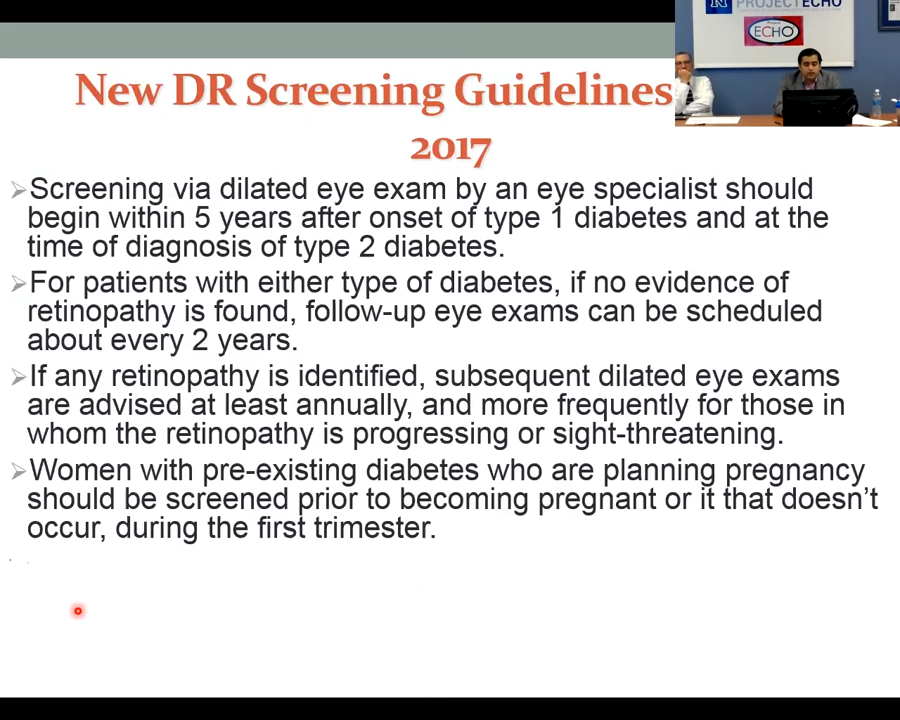 PROJECT ECHO
N
Project
ECHO
New DR Screening Guidelines
2017
Screening via dilated eye exam by an eye specialist should
begin within 5 years after onset of type 1 diabetes and at the
time of diagnosis of type 2 diabetes.
For patients with either type of diabetes, if no evidence of
retinopathy is found, follow-up eye exams can be scheduled
about every 2 years.
If any retinopathy is identified, subsequent dilated eye exams
are advised at least annually, and more frequently for those in
whom the retinopathy is progressing or sight-threatening.
Women with pre-existing diabetes who are planning pregnancy
should be screened prior to becoming pregnant or it that doesn’t
occur, during the first trimester.